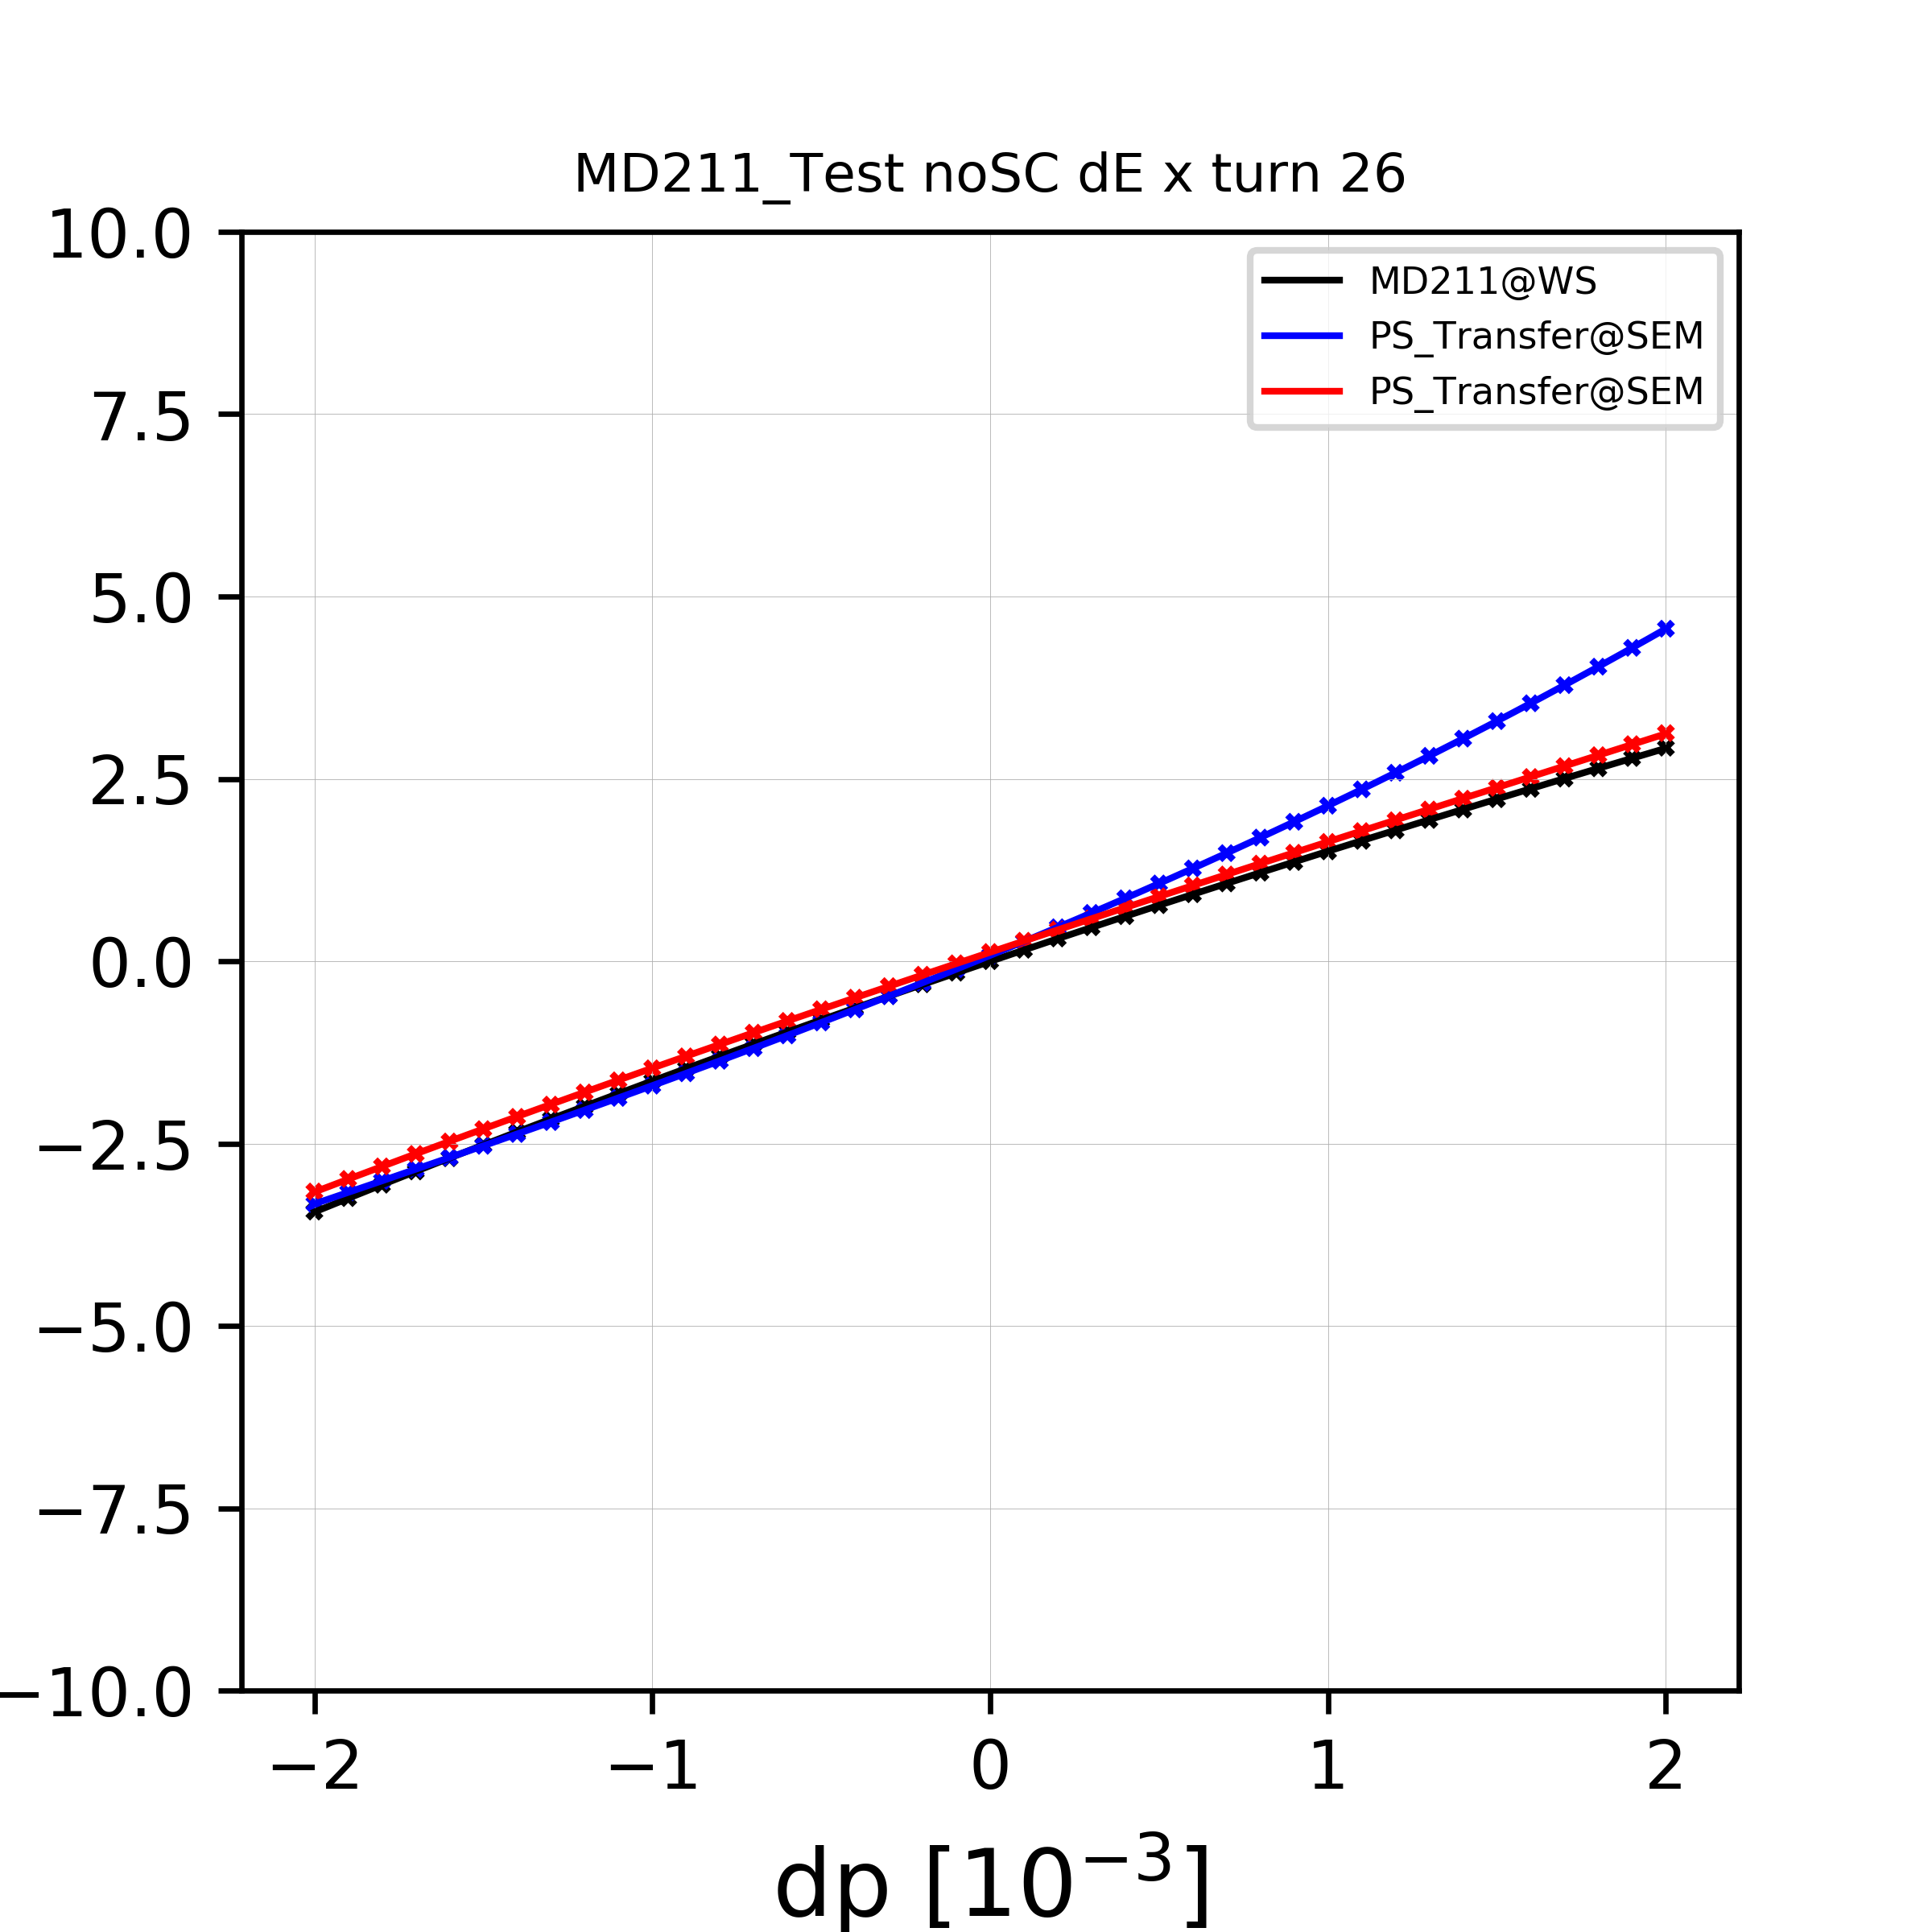 MD211_Test noSC dE x turn 26
10.0
7.5
5.0
2.5
0.0
−2.5
−5.0
−7.5
−10.0
MD211@WS
PS_Transfer@SEM
PS_Transfer@SEM
−2 −1 0 1 2
dp [10⁻³]